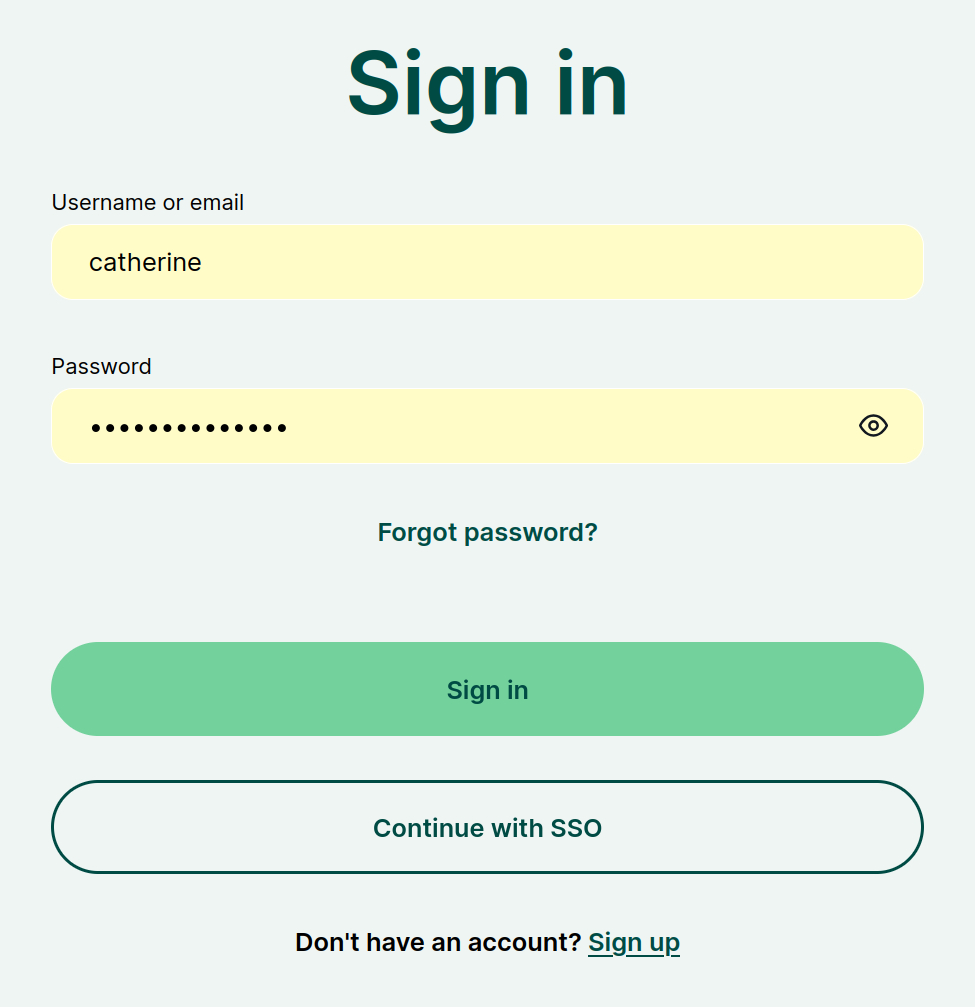 Sign in
Username or email
catherine
Password
••••••••••••••
Forgot password?
Sign in
Continue with SSO
Don't have an account? Sign up